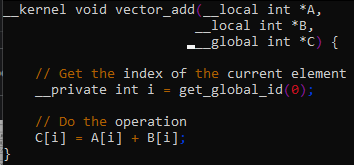 __kernel void vector_add(__local int *A,
__local int *B,
__global int *C) {
// Get the index of the current element
__private int i = get_global_id(0);
// Do the operation
C[i] = A[i] + B[i];
}